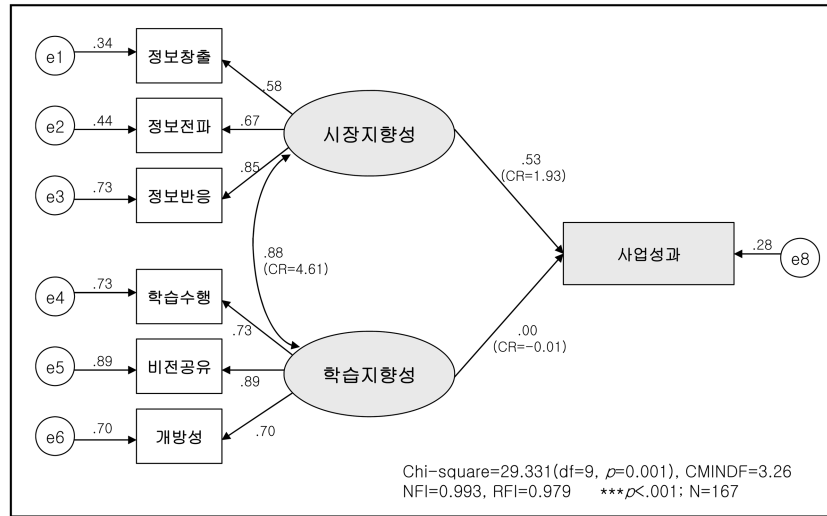 e1
.34
정보창출
.58
e2
.44
정보전파
.67
시장지향성
e3
.73
정보반응
.85
.53
(CR=1.93)
.88
(CR=4.61)
사업성과
.28
e8
e4
.73
학습수행
.73
.00
(CR=-0.01)
e5
.89
비전공유
.89
학습지향성
e6
.70
개방성
.70
Chi-square=29.331(df=9, p=0.001), CMINDF=3.26
NFI=0.993, RFI=0.979 ***p<.001; N=167